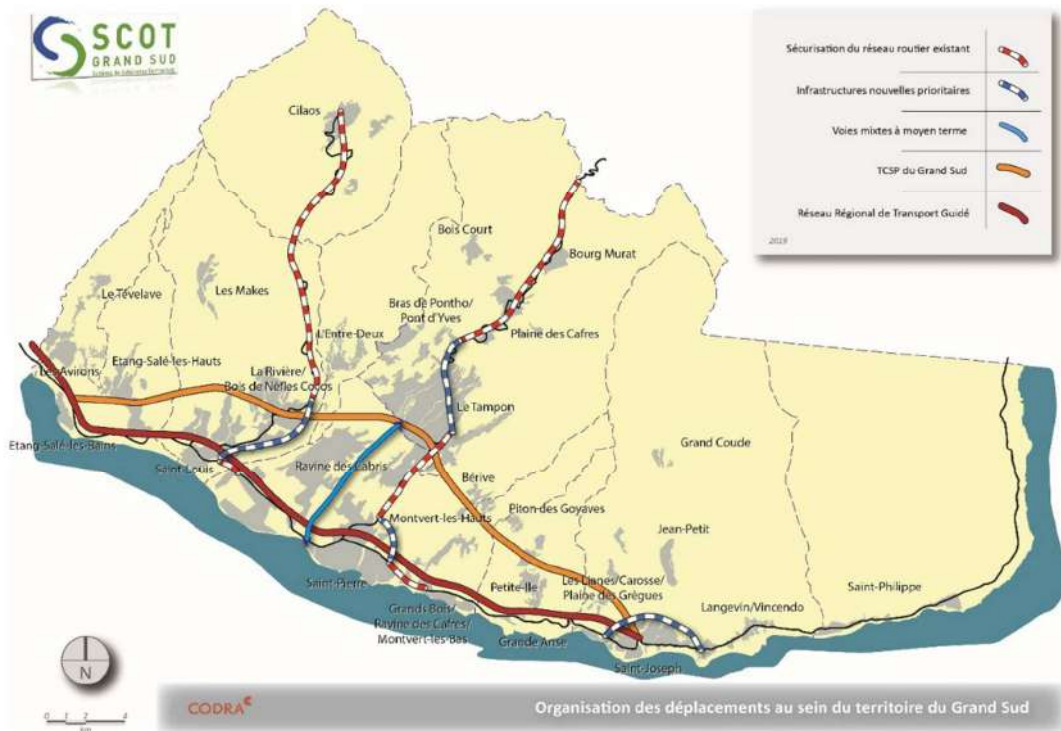 SCOT
GRAND SUD
Sécurisation du réseau routier existant
Infrastructures nouvelles prioritaires
Voies mixtes à moyen terme
TCSP du Grand Sud
Réseau Régional de Transport Guidé
2019
Cilaos
Bois Court
Bourg Murat
Le Tévelave
Les Makes
Bras de Pontho/
Pont d'Yves
Plaine des Cafres
L'Entre-Deux
Etang-Salé-les-Hauts
Les Avirons
La Rivière/
Bois de Nèfles Cocos
Le Tampon
Grand Coude
Etang-Salé-les-Bains
Saint-Louis
Ravine des Cabris
Bérive
Piton des Goyaves
Montvert-les-Hauts
Jean-Petit
Saint-Pierre
Petite-Ile
Les Lianes/Carosse/
Plaine des Grègues
Saint-Philippe
Langevin/Vincendo
Grands Bois/
Ravine des Cafres/
Montvert-les-Bas
Grande Anse
Saint-Joseph
N
0 1 2 4
km
CODRA
Organisation des déplacements au sein du territoire du Grand Sud